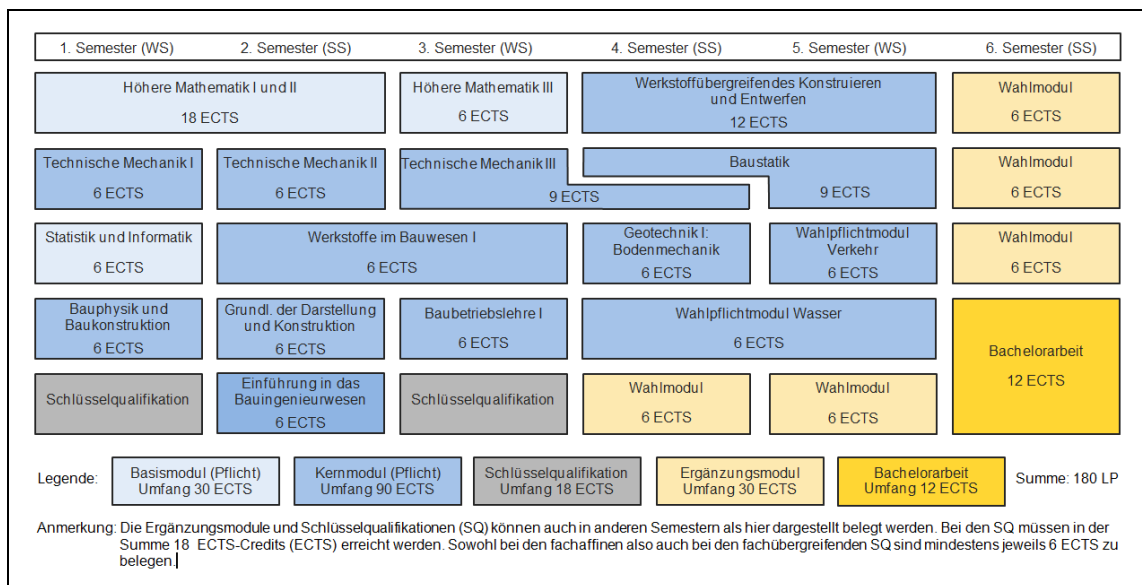 1. Semester (WS) 2. Semester (SS) 3. Semester (WS) 4. Semester (SS) 5. Semester (WS) 6. Semester (SS)
Höhere Mathematik I und II
18 ECTS
Höhere Mathematik III
6 ECTS
Werkstoffübergreifendes Konstruieren
und Entwerfen
12 ECTS
Wahlmodul
6 ECTS
Technische Mechanik I
6 ECTS
Technische Mechanik II
6 ECTS
Technische Mechanik III
9 ECTS
Baustatik
9 ECTS
Wahlmodul
6 ECTS
Statistik und Informatik
6 ECTS
Werkstoffe im Bauwesen I
6 ECTS
Geotechnik I:
Bodenmechanik
6 ECTS
Wahlpflichtmodul
Verkehr
6 ECTS
Wahlmodul
6 ECTS
Bauphysik und
Baukonstruktion
6 ECTS
Grundl. der Darstellung
und Konstruktion
6 ECTS
Baubetriebslehre I
6 ECTS
Wahlpflichtmodul Wasser
6 ECTS
Bachelorarbeit
12 ECTS
Schlüsselqualifikation
Einführung in das
Bauingenieurwesen
6 ECTS
Schlüsselqualifikation
Wahlmodul
6 ECTS
Wahlmodul
6 ECTS
Legende:
Basismodul (Pflicht)
Umfang 30 ECTS
Kernmodul (Pflicht)
Umfang 90 ECTS
Schlüsselqualifikation
Umfang 18 ECTS
Ergänzungsmodul
Umfang 30 ECTS
Bachelorarbeit
Umfang 12 ECTS
Summe: 180 LP
Anmerkung: Die Ergänzungsmodule und Schlüsselqualifikationen (SQ) können auch in anderen Semestern als hier dargestellt belegt werden. Bei den SQ müssen in der
Summe 18 ECTS-Credits (ECTS) erreicht werden. Sowohl bei den fachaffinen also auch bei den fachübergreifenden SQ sind mindestens jeweils 6 ECTS zu
belegen.